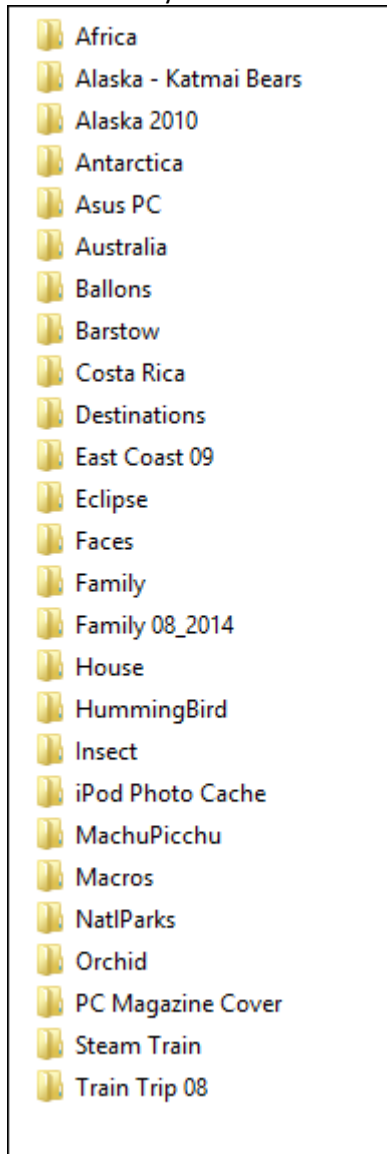 Africa
Alaska - Katmai Bears
Alaska 2010
Antarctica
Asus PC
Australia
Ballons
Barstow
Costa Rica
Destinations
East Coast 09
Eclipse
Faces
Family
Family 08_2014
House
HummingBird
Insect
iPod Photo Cache
MachuPicchu
Macros
NatlParks
Orchid
PC Magazine Cover
Steam Train
Train Trip 08